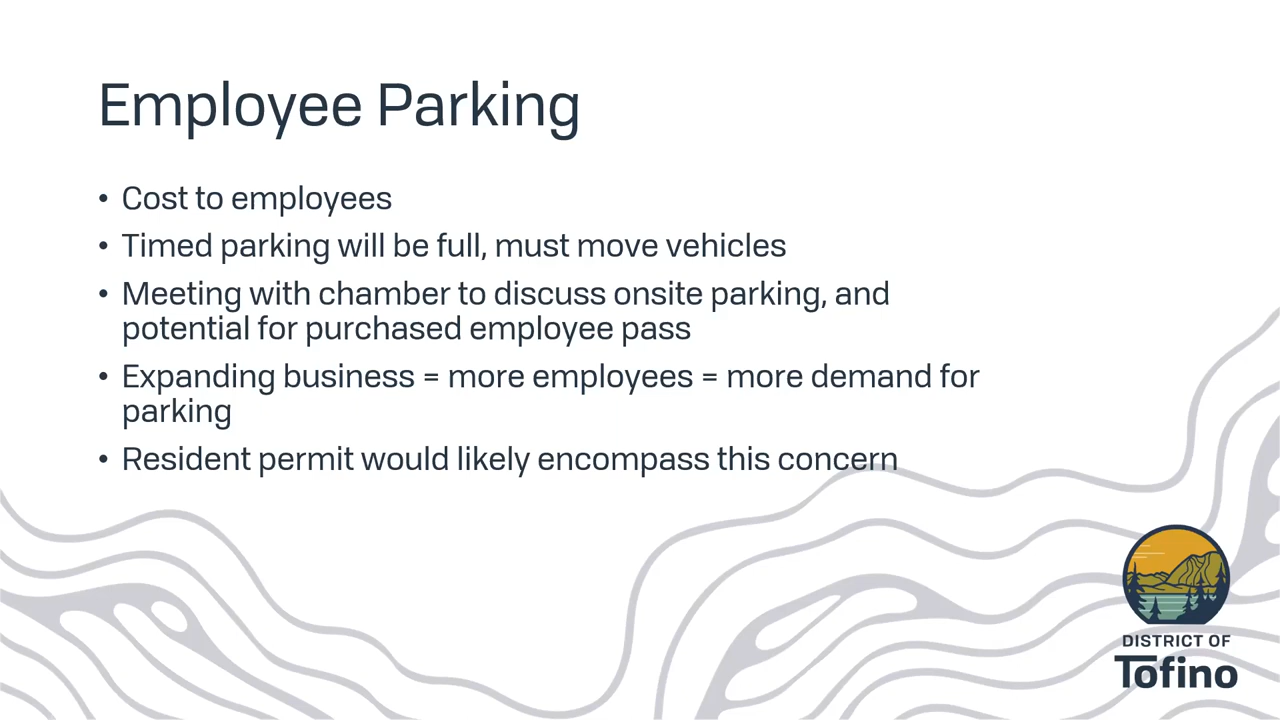 Employee Parking
• Cost to employees
• Timed parking will be full, must move vehicles
• Meeting with chamber to discuss onsite parking, and
potential for purchased employee pass
• Expanding business = more employees = more demand for
parking
• Resident permit would likely encompass this concern
DISTRICT OF
Tofino